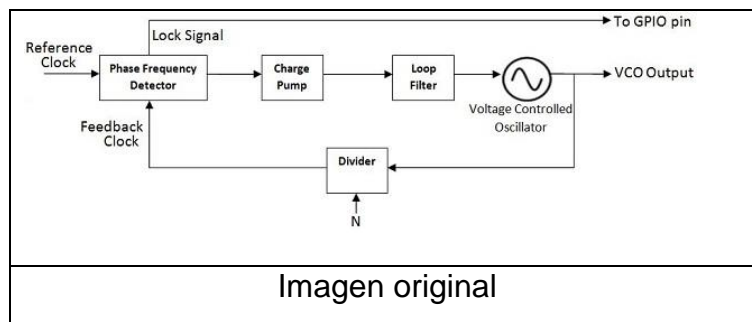 Lock Signal
To GPIO pin
Reference
Clock
Phase Frequency
Detector
Charge
Pump
Loop
Filter
VCO Output
Voltage Controlled
Oscillator
Feedback
Clock
Divider
N
Imagen original